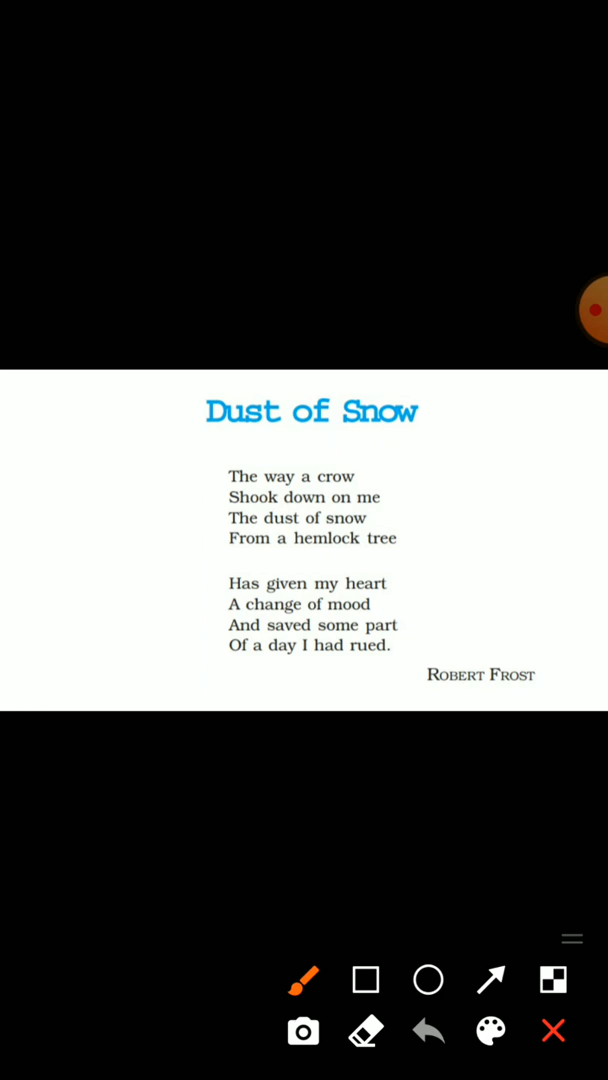 Dust of Snow
The way a crow
Shook down on me
The dust of snow
From a hemlock tree
Has given my heart
A change of mood
And saved some part
Of a day I had rued.
ROBERT FROST